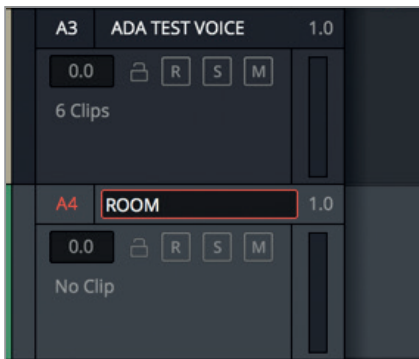 A3 ADA TEST VOICE 1.0
0.0 R S M
6 Clips
A4 ROOM 1.0
0.0 R S M
No Clip